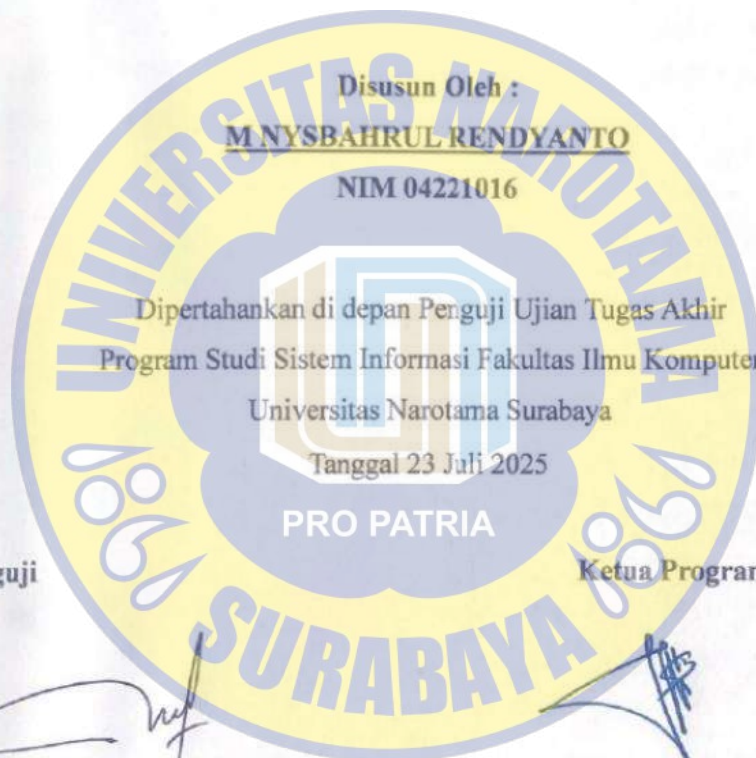 Disusun Oleh :
M NYSBAHRUL RENDYANTO
NIM 04221016
Dipertahankan di depan Penguji Ujian Tugas Akhir
Program Studi Sistem Informasi Fakultas Ilmu Komputer
Universitas Narotama Surabaya
Tanggal 23 Juli 2025
UNIVERSITAS NAROTAMA
PRO PATRIA
SURABAYA
guji
Ketua Program